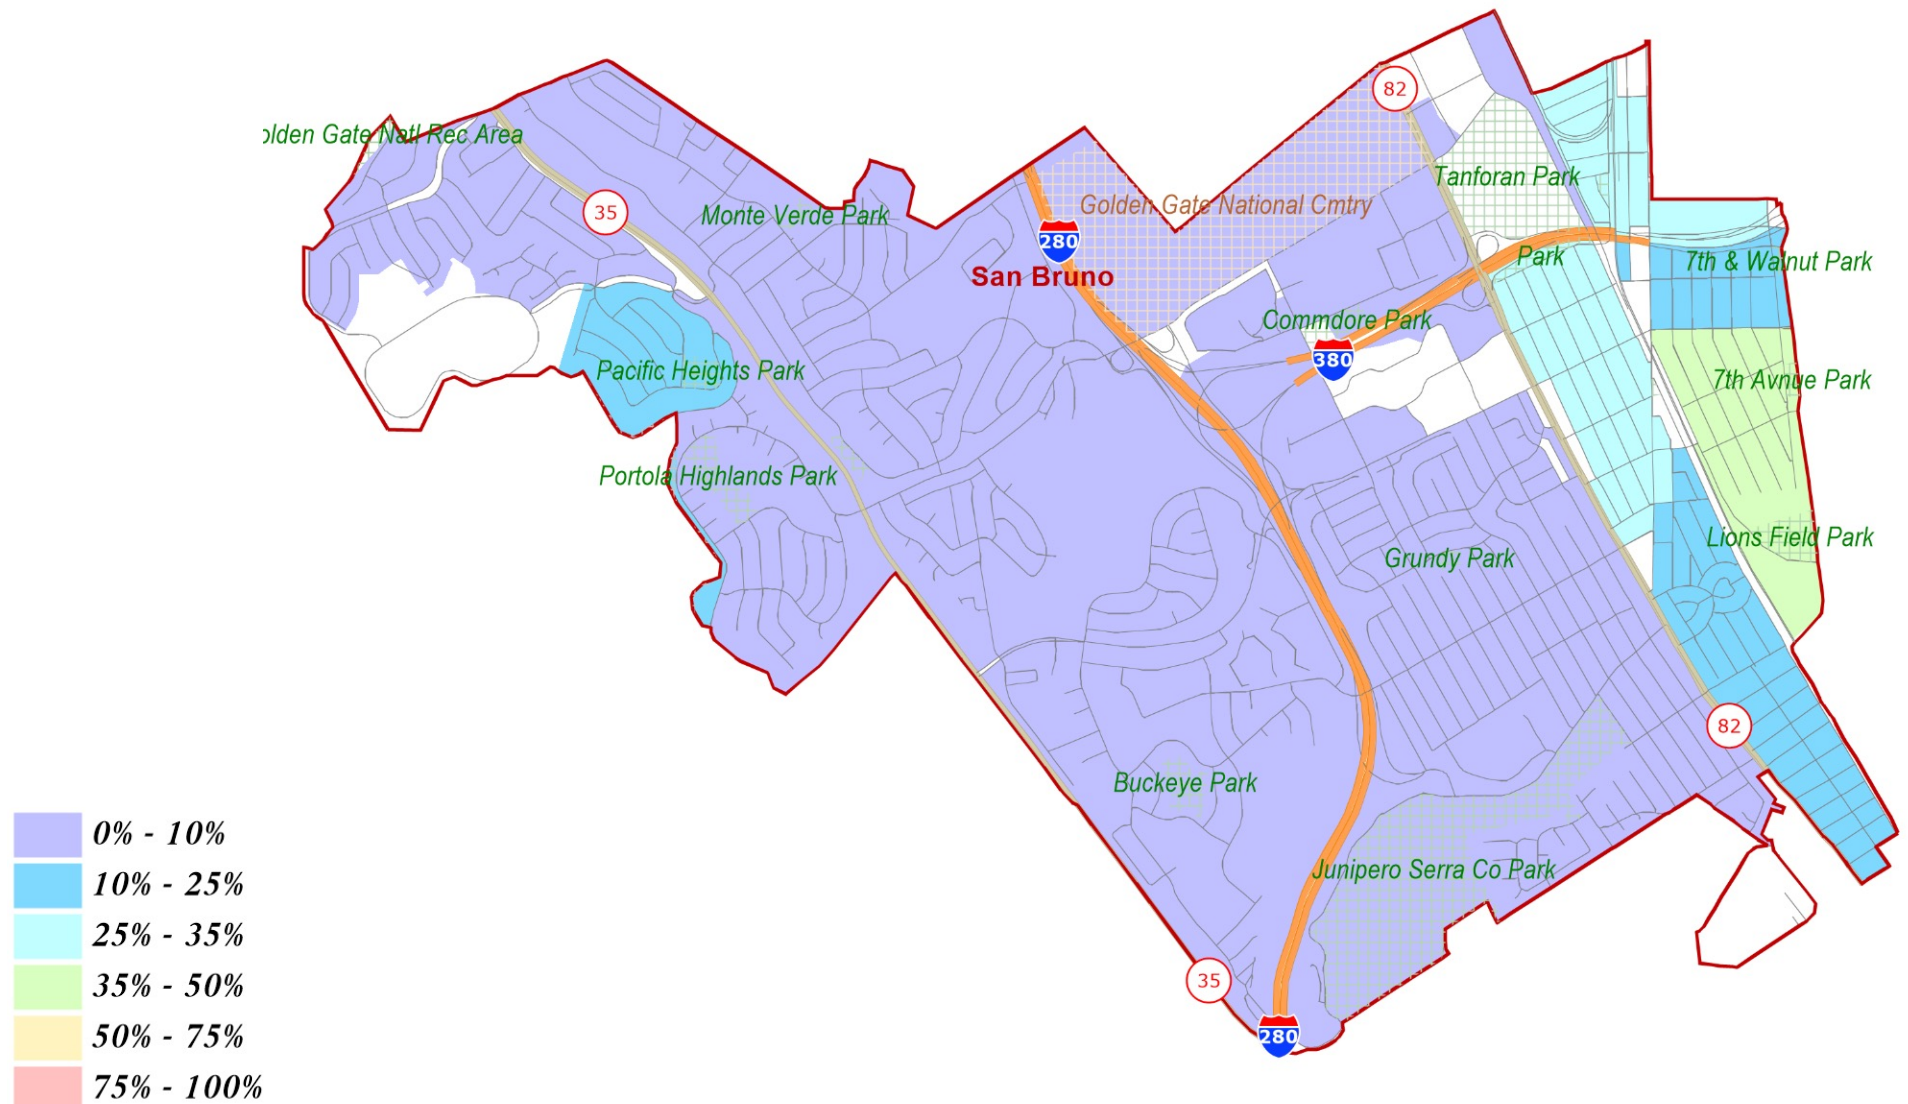 82
olden Gate Natl Rec Area
Tanforan Park
35
Monte Verde Park
Golden Gate National Cmtry
280
San Bruno
Park
7th & Walnut Park
Commdore Park
380
Pacific Heights Park
7th Avnue Park
Portola Highlands Park
Lions Field Park
Grundy Park
82
Buckeye Park
Junipero Serra Co Park
35
280
0% - 10%
10% - 25%
25% - 35%
35% - 50%
50% - 75%
75% - 100%